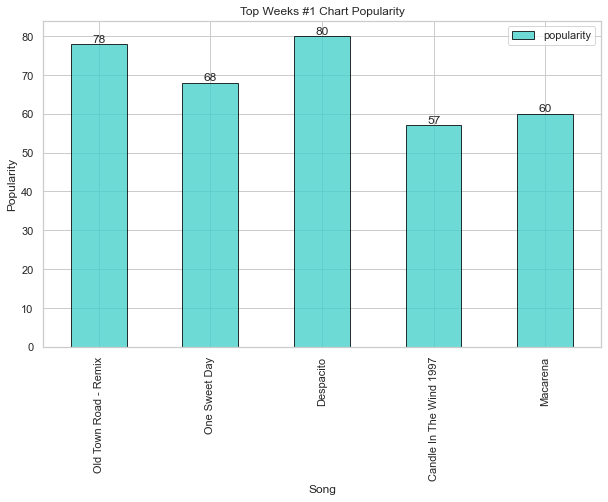 Top Weeks #1 Chart Popularity
popularity
80
70
60
50
40
30
20
10
0
Popularity
78
68
80
57
60
Old Town Road - Remix
One Sweet Day
Despacito
Candle In The Wind 1997
Macarena
Song